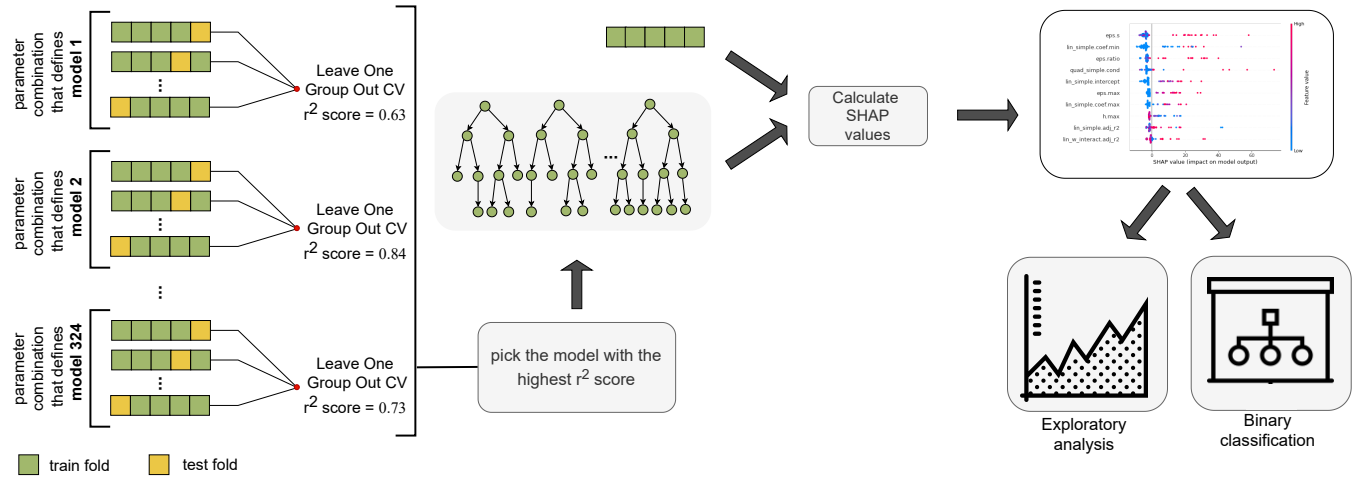 parameter
combination
that defines
model 1
Leave One
Group Out CV
r² score = 0.63
parameter
combination
that defines
model 2
Leave One
Group Out CV
r² score = 0.84
parameter
combination
that defines
model 324
Leave One
Group Out CV
r² score = 0.73
train fold
test fold
pick the model with the
highest r² score
...
Calculate
SHAP
values
eps.s
lin_simple.coef.min
eps.ratio
quad_simple.cond
lin_simple.intercept
eps.max
lin_simple.coef.max
h.max
lin_simple.adj_r2
lin_w_interact.adj_r2
0 20 40 60
SHAP value (impact on model output)
High
Feature value
Low
Exploratory
analysis
Binary
classification